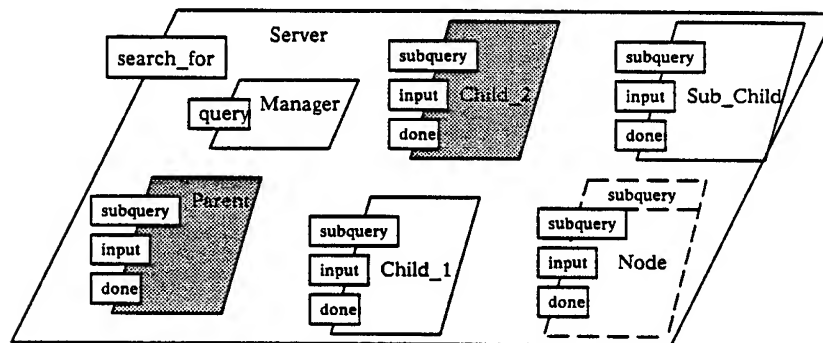 search_for
Server
query
Manager
subquery
input
done
Child_2
subquery
input
done
Sub_Child
subquery
input
done
Parent
subquery
input
done
Child_1
subquery
subquery
input
done
Node